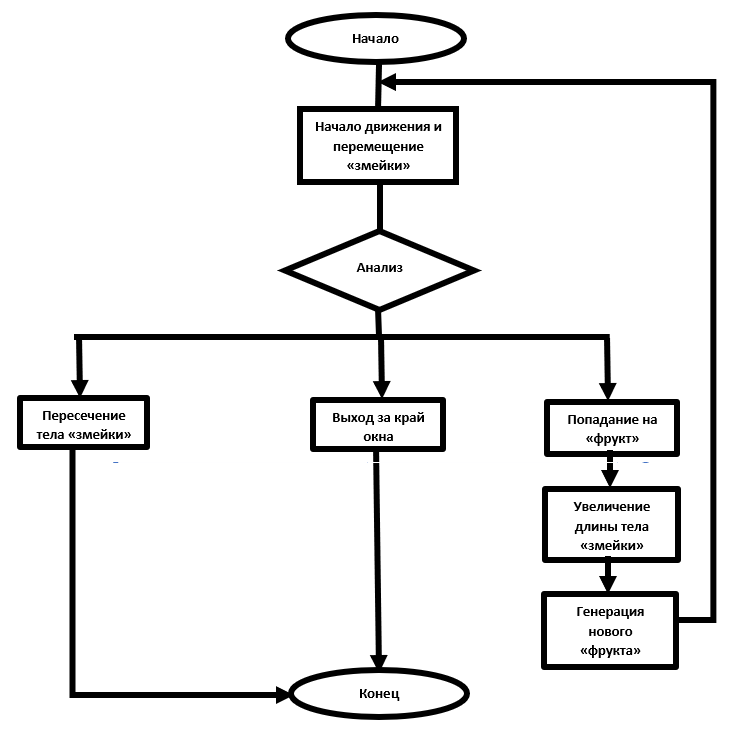 Начало
Начало движения и
перемещение
«змейки»
Анализ
Пересечение
тела «змейки»
Выход за край
окна
Попадание на
«фрукт»
Увеличение
длины тела
«змейки»
Генерация
нового
«фрукта»
Конец